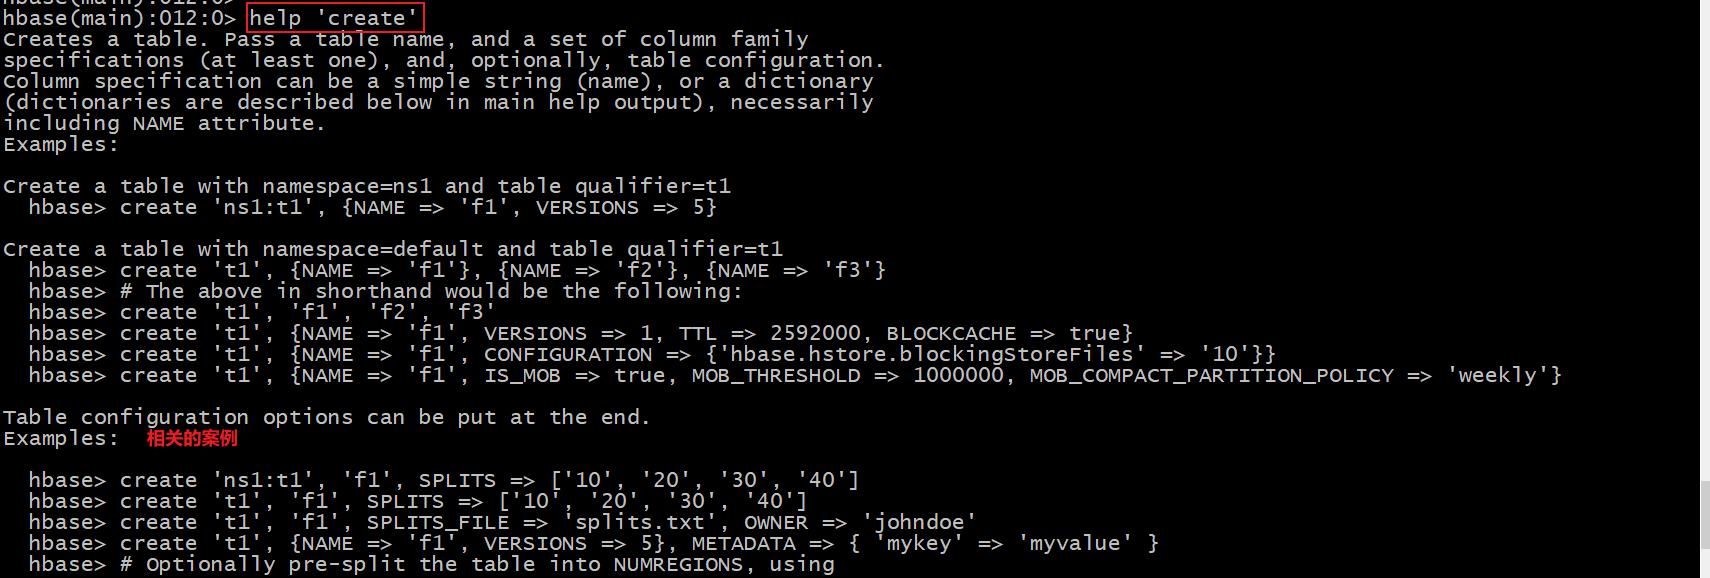 hbase(main):012:0> help 'create'
Creates a table. Pass a table name, and a set of column family
specifications (at least one), and, optionally, table configuration.
Column specification can be a simple string (name), or a dictionary
(dictionaries are described below in main help output), necessarily
including NAME attribute.
Examples:
Create a table with namespace=ns1 and table qualifier=t1
  hbase> create 'ns1:t1', {NAME => 'f1', VERSIONS => 5}
Create a table with namespace=default and table qualifier=t1
  hbase> create 't1', {NAME => 'f1'}, {NAME => 'f2'}, {NAME => 'f3'}
  hbase> # The above in shorthand would be the following:
  hbase> create 't1', 'f1', 'f2', 'f3'
  hbase> create 't1', {NAME => 'f1', VERSIONS => 1, TTL => 2592000, BLOCKCACHE => true}
  hbase> create 't1', {NAME => 'f1', CONFIGURATION => {'hbase.hstore.blockingStoreFiles' => '10'}}
  hbase> create 't1', {NAME => 'f1', IS_MOB => true, MOB_THRESHOLD => 1000000, MOB_COMPACT_PARTITION_POLICY => 'weekly'}
Table configuration options can be put at the end.
Examples: 相关的案例
  hbase> create 'ns1:t1', 'f1', SPLITS => ['10', '20', '30', '40']
  hbase> create 't1', 'f1', SPLITS => ['10', '20', '30', '40']
  hbase> create 't1', 'f1', SPLITS_FILE => 'splits.txt', OWNER => 'johndoe'
  hbase> create 't1', {NAME => 'f1', VERSIONS => 5}, METADATA => { 'mykey' => 'myvalue' }
  hbase> # Optionally pre-split the table into NUMREGIONS, using